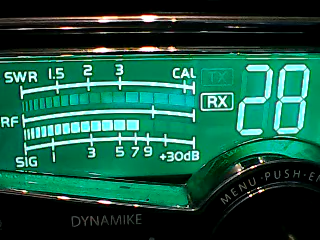 SWR 1.5 2 3 CAL
TX
RX
28
RF
SIG 1 3 5 7 9 +30dB
MENU·PUSH·EN
DYNAMIKE